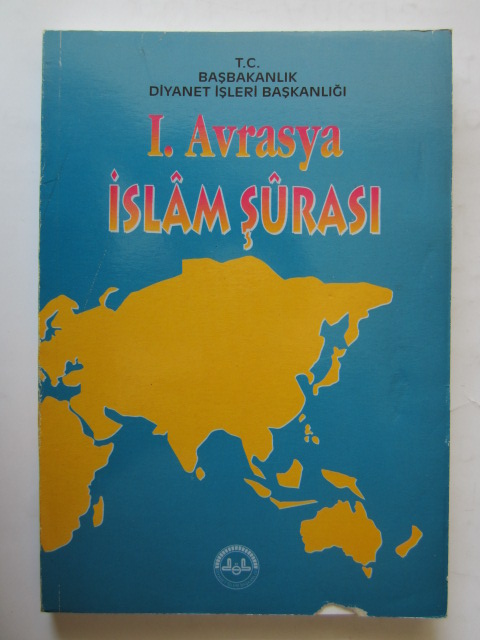 T.C.
BAŞBAKANLIK
DİYANET İŞLERİ BAŞKANLIĞI
I. Avrasya
İSLÂM ŞÛRASI